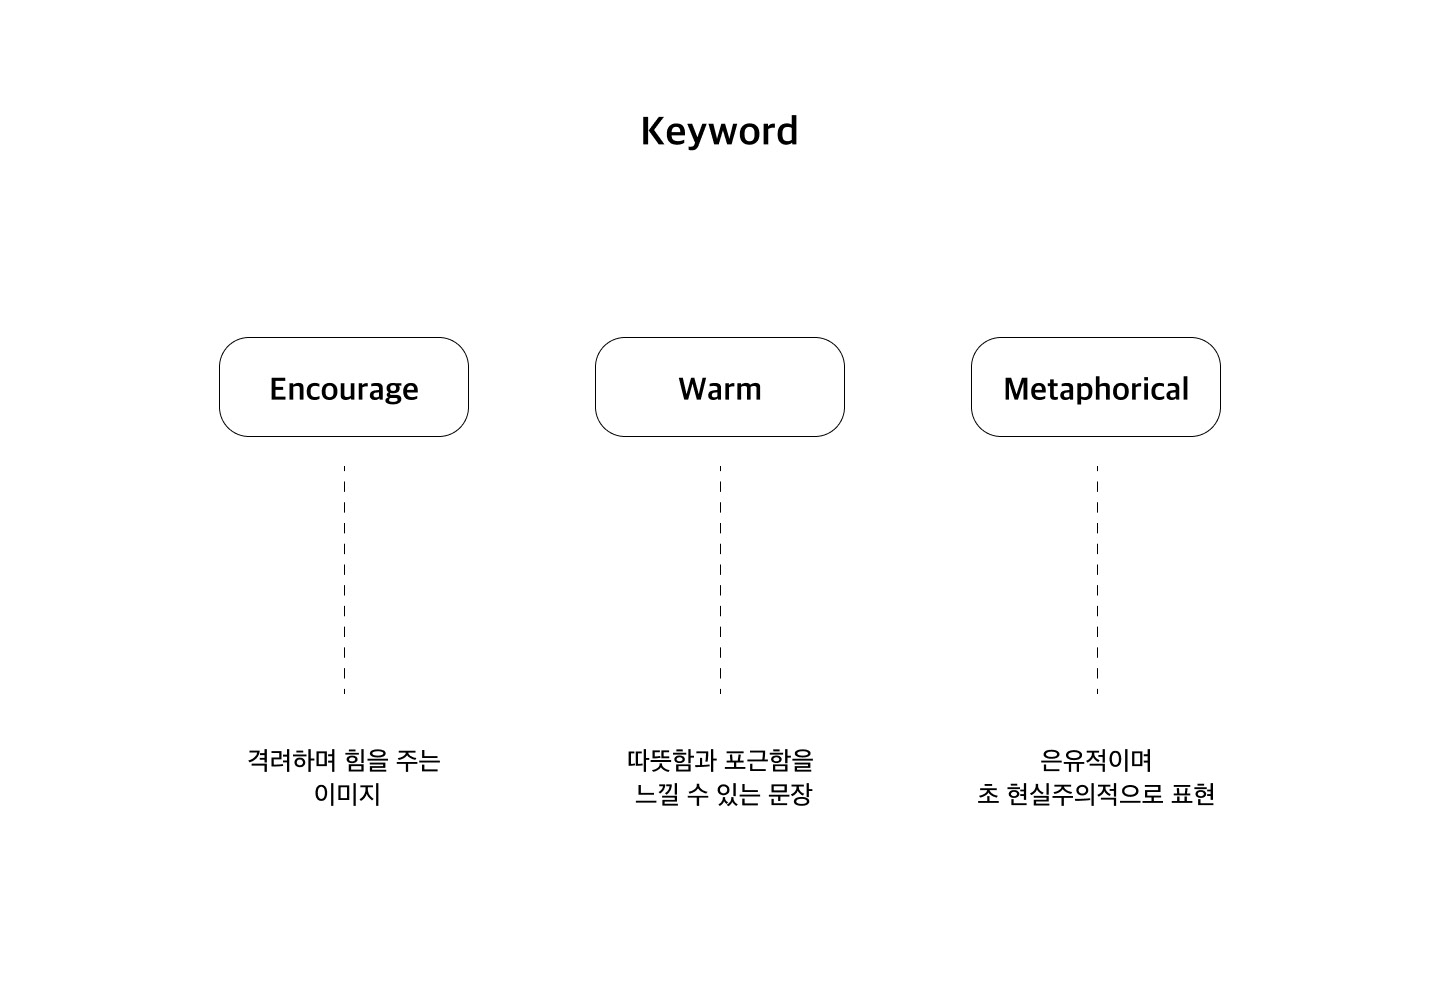 Keyword
Encourage
Warm
Metaphorical
격려하며 힘을 주는
이미지
따뜻함과 포근함을
느낄 수 있는 문장
은유적이며
초 현실주의적으로 표현